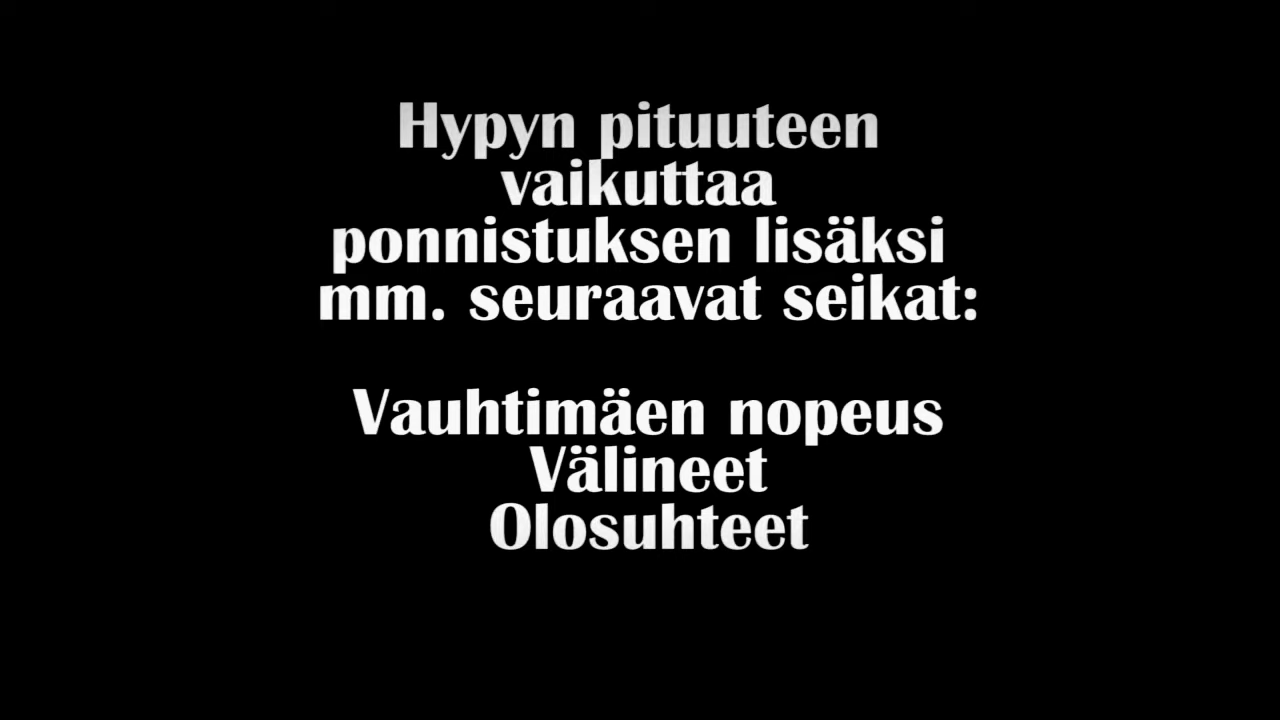 Hypyn pituuteen
vaikuttaa
ponnistuksen lisäksi
mm. seuraavat seikat:
Vauhtimäen nopeus
Välineet
Olosuhteet